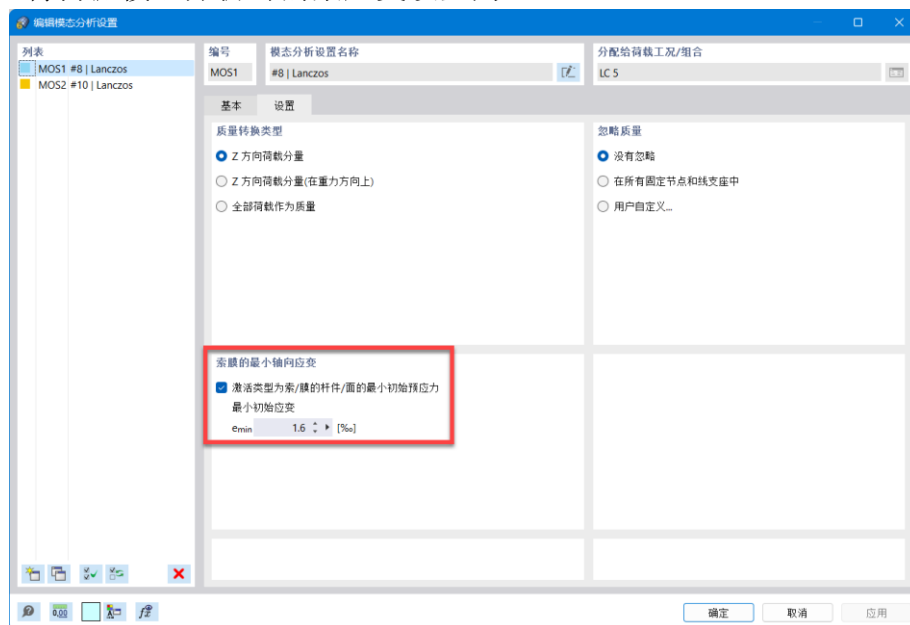 编辑模态分析设置
列表
MOS1 #8 | Lanczos
MOS2 #10 | Lanczos
编号
MOS1
模态分析设置名称
#8 | Lanczos
分配给荷载工况/组合
LC 5
基本
设置
质量转换类型
Z 方向荷载分量
Z 方向荷载分量(在重力方向上)
全部荷载作为质量
忽略质量
没有忽略
在所有固定节点和线支座中
用户自定义...
索膜的最小轴向应变
激活类型为索/膜的杆件/面的最小初始预应力
最小初始应变
emin 1.6 [‰]
0,00
确定
取消
应用